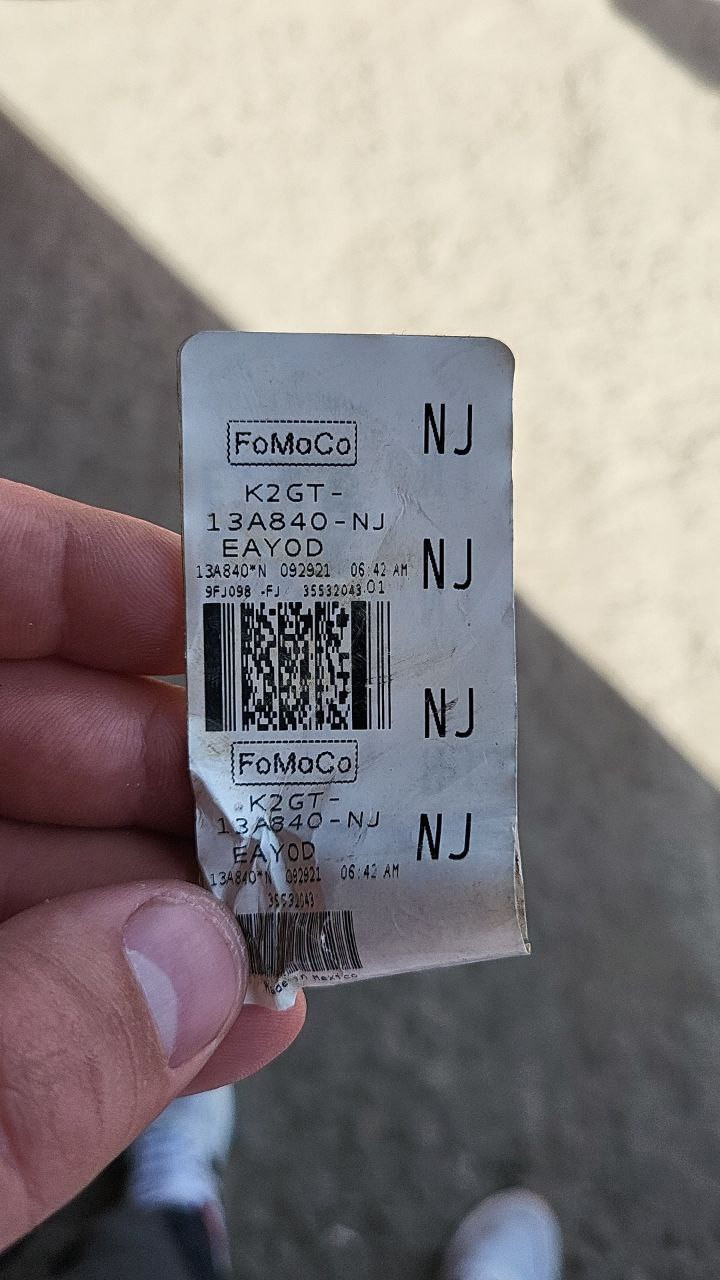 FoMoCo
NJ
K2GT-
13A840-NJ
EAY0D
13A840*N 092921 06:42 AM
NJ
9FJ098 -FJ 35532043 01
NJ
FoMoCo
K2GT-
13A840-NJ
NJ
EAY0D
13A840*N 092921 06:42 AM
35532043
Made in Mexico